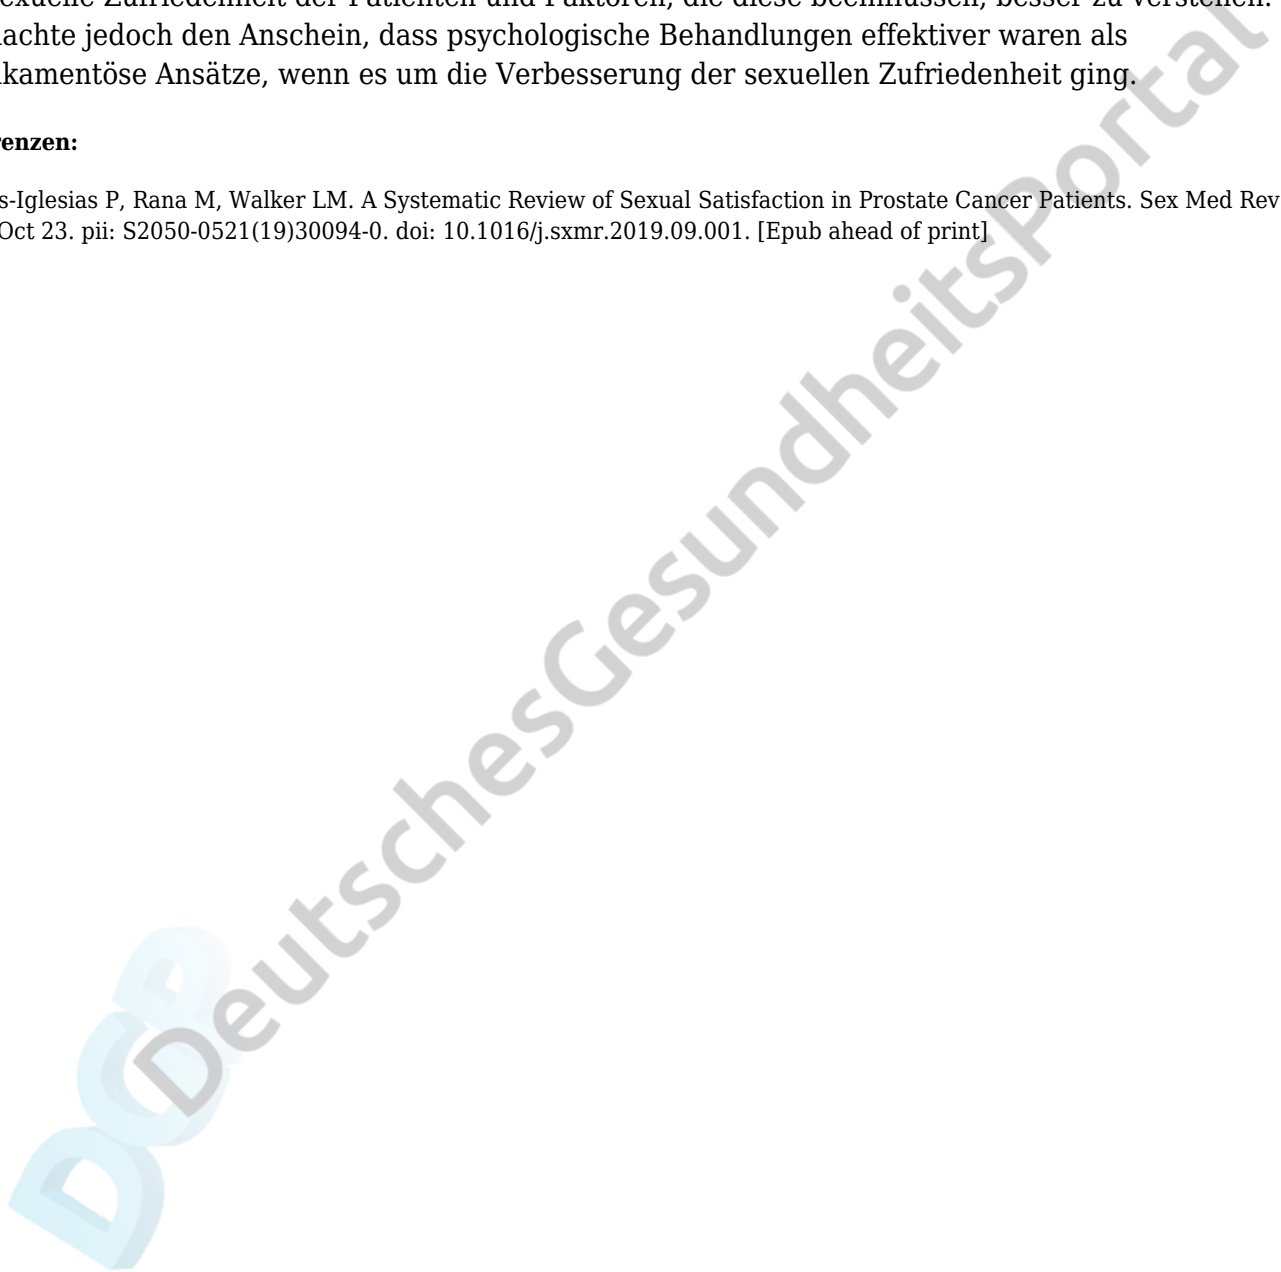 exuelle Zufriedenheit der Patienten und Faktoren, die diese beeinflussen, besser zu verstehen.
achte jedoch den Anschein, dass psychologische Behandlungen effektiver waren als
kamentöse Ansätze, wenn es um die Verbesserung der sexuellen Zufriedenheit ging.
renzen:
s-Iglesias P, Rana M, Walker LM. A Systematic Review of Sexual Satisfaction in Prostate Cancer Patients. Sex Med Rev
Oct 23. pii: S2050-0521(19)30094-0. doi: 10.1016/j.sxmr.2019.09.001. [Epub ahead of print]
DeutschesGesundheitsPortal
DGP